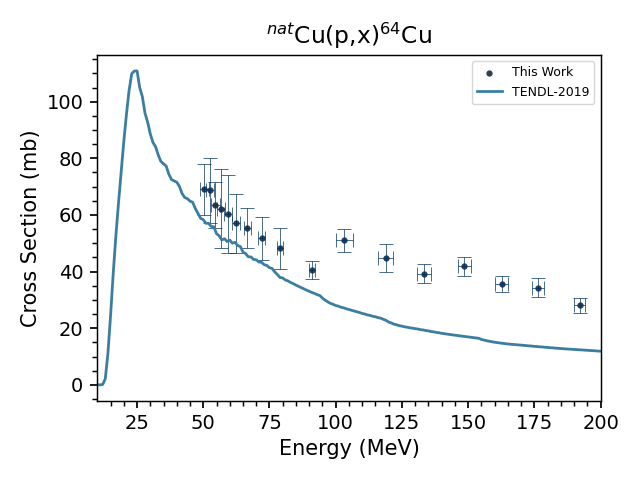 ⁿᵃᵗCu(p,x)⁶⁴Cu
This Work
TENDL-2019
Cross Section (mb)
100
80
60
40
20
0
25 50 75 100 125 150 175 200
Energy (MeV)